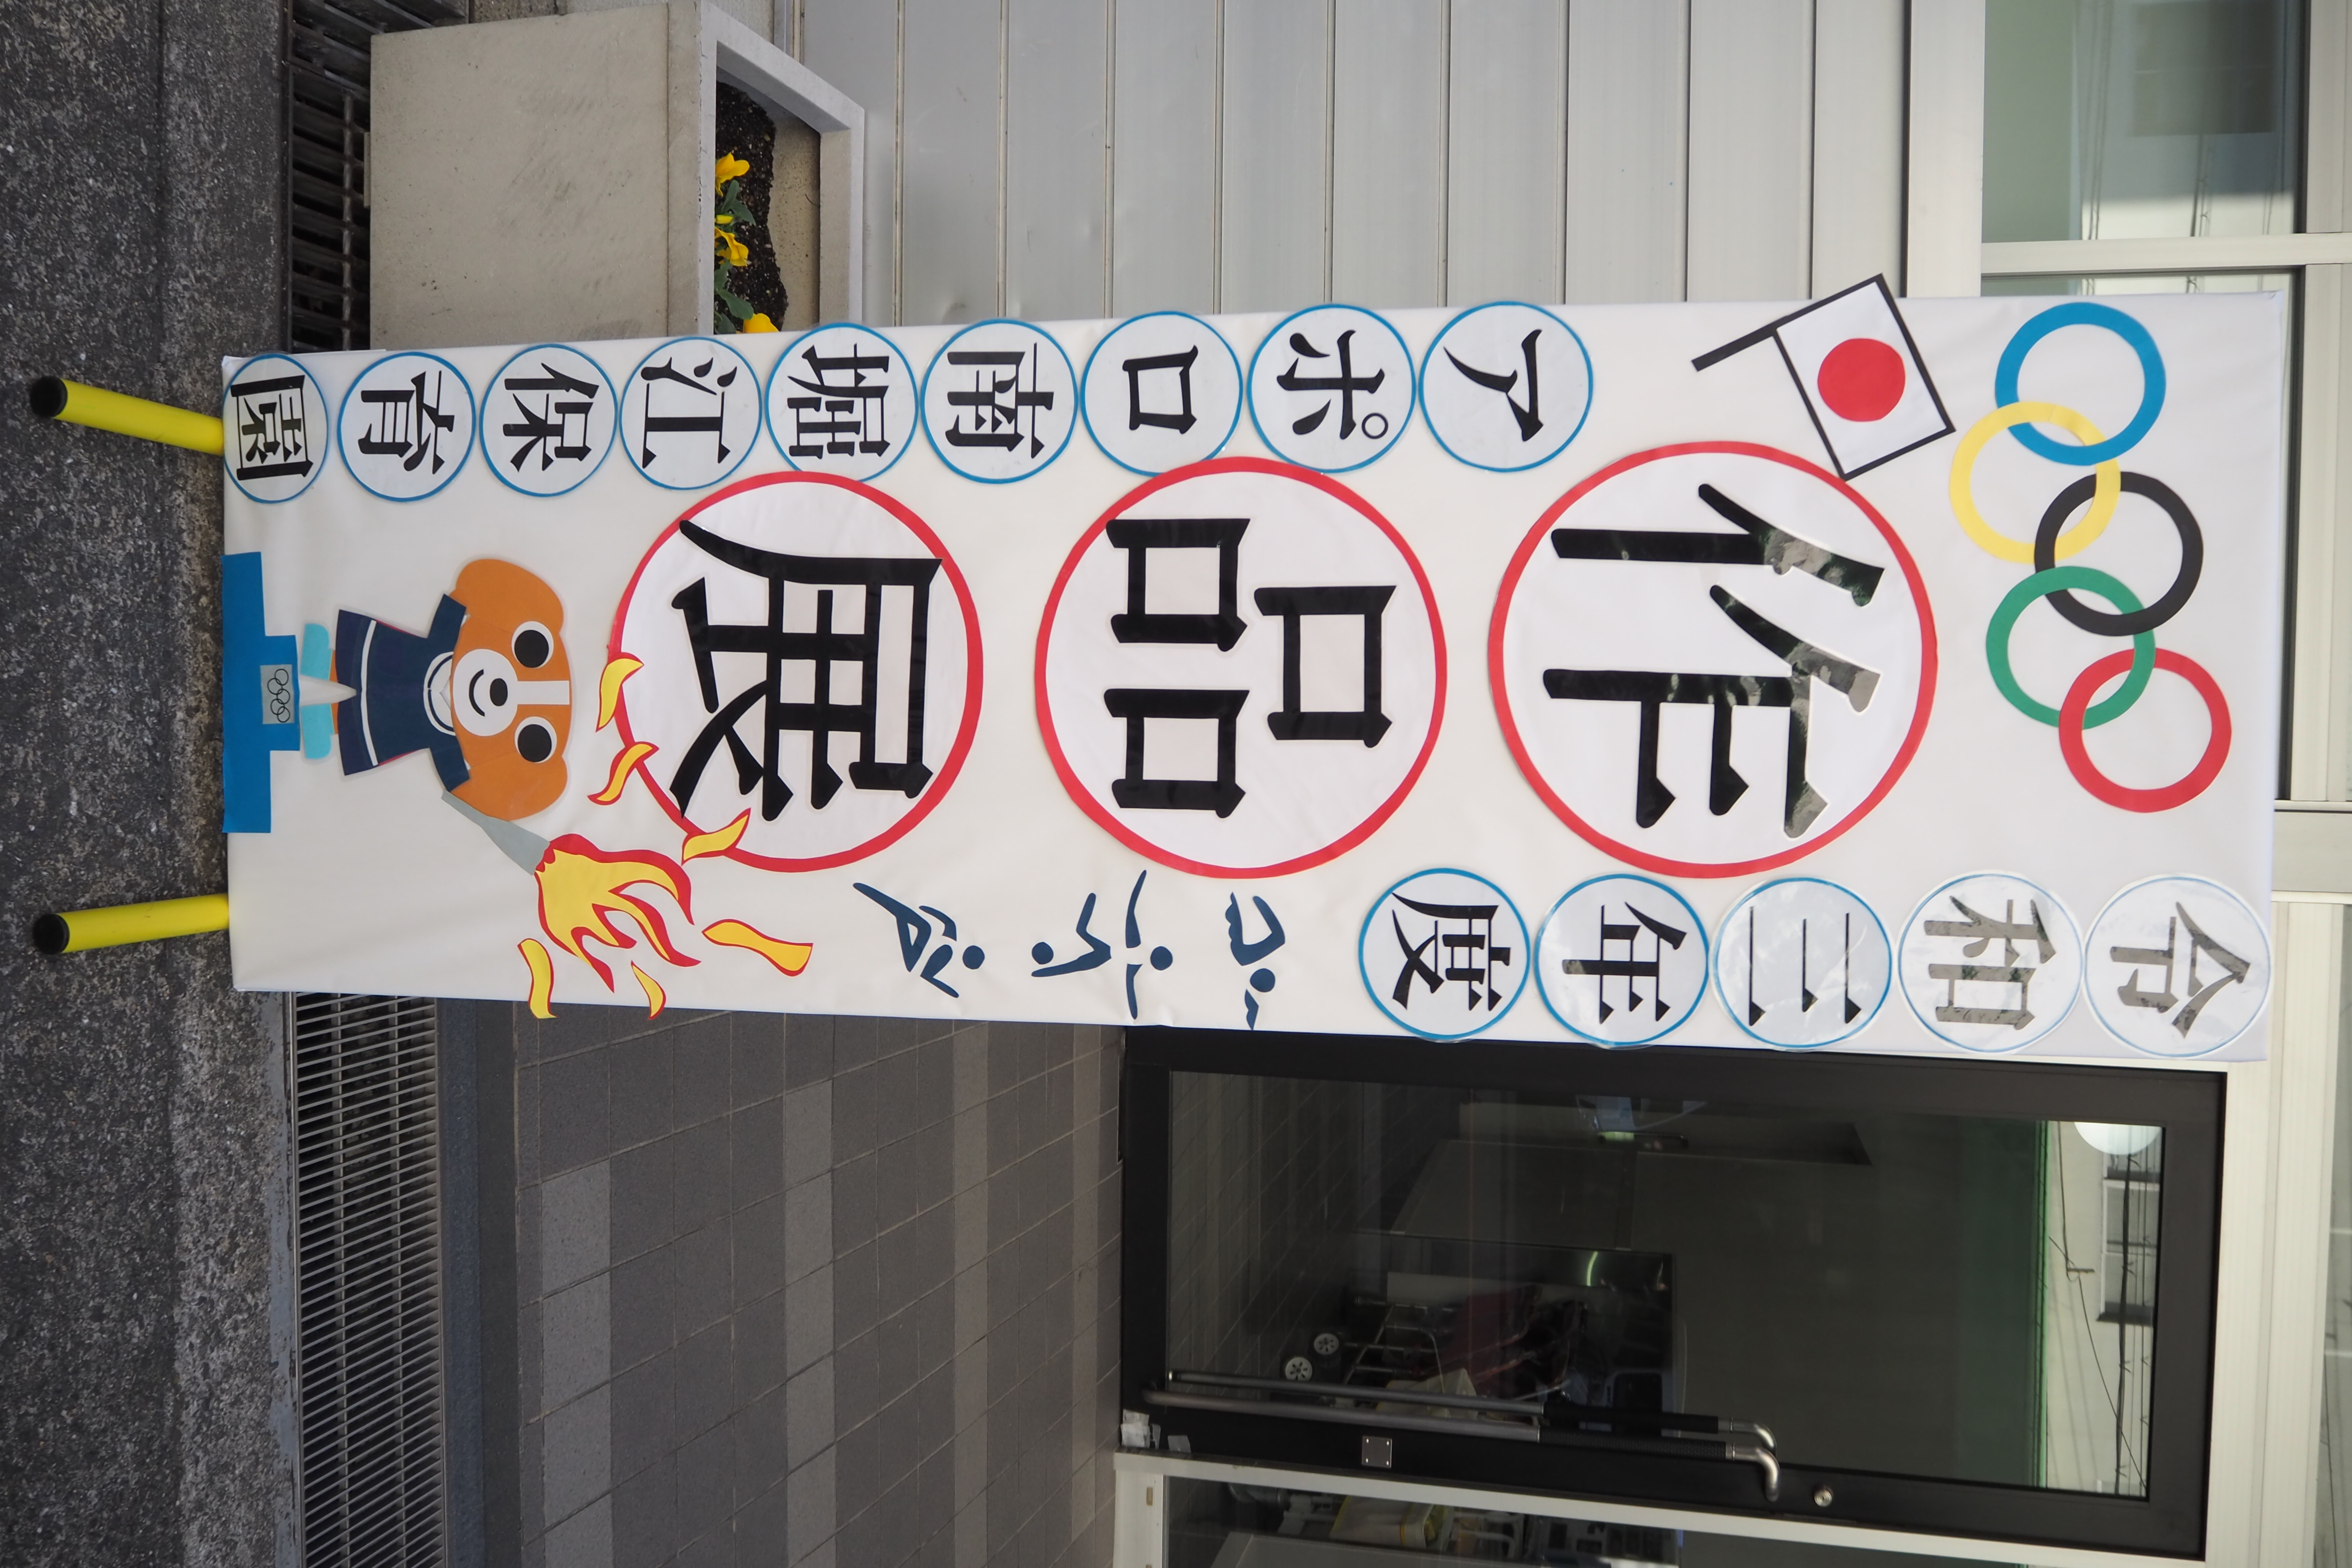 令和三年度
作品展
アポロ南堀江保育園